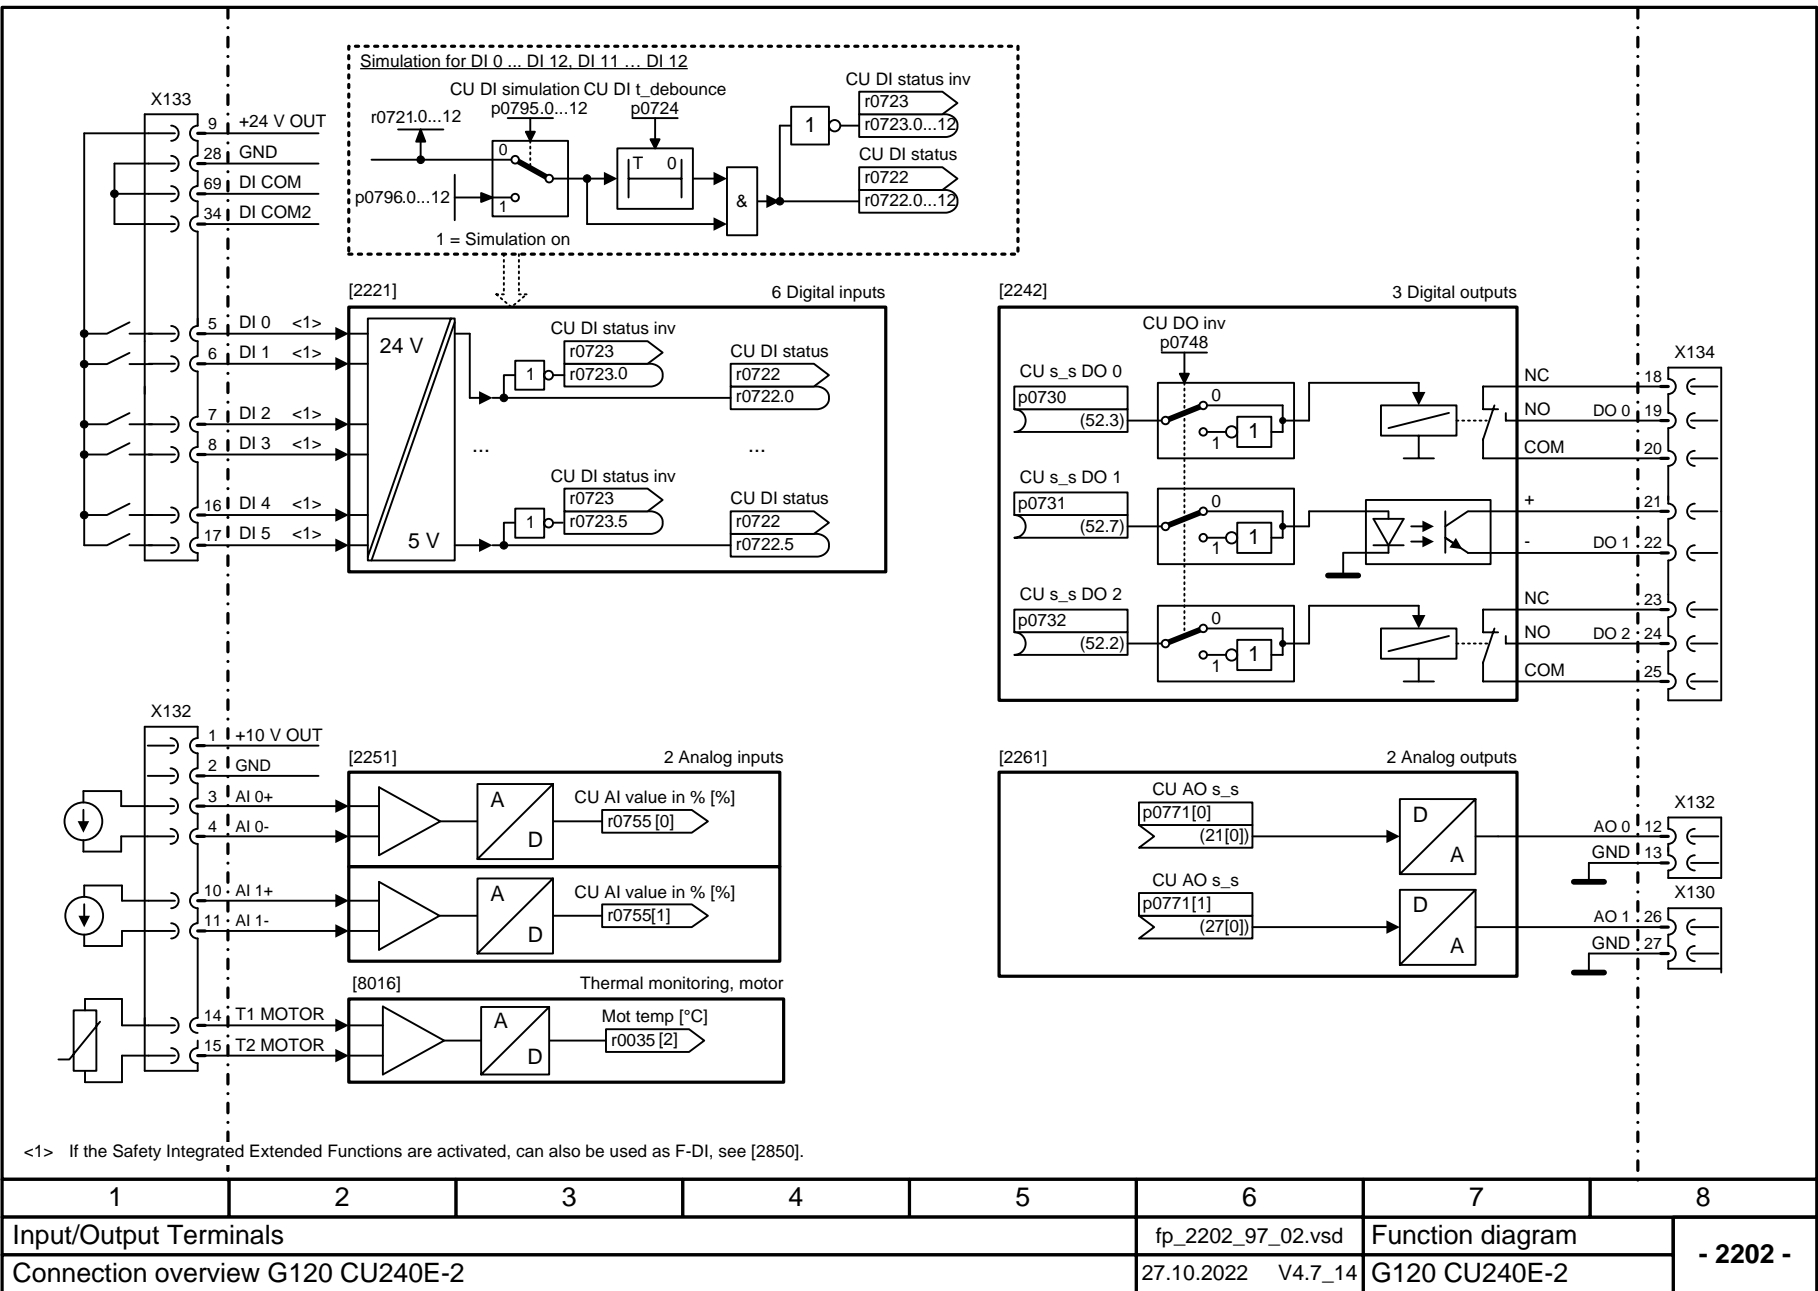 Simulation for DI 0 ... DI 12, DI 11 … DI 12
CU DI simulation
CU DI t_debounce
CU DI status inv
p0795.0...12
p0724
r0721.0...12
r0723
r0723.0...12
1
0
T 0
CU DI status
r0722
r0722.0...12
p0796.0...12
1
&
1 = Simulation on
X133
9 +24 V OUT
28 GND
69 DI COM
34 DI COM2
5 DI 0 <1>
6 DI 1 <1>
7 DI 2 <1>
8 DI 3 <1>
16 DI 4 <1>
17 DI 5 <1>
[2221]
6 Digital inputs
24 V
5 V
CU DI status inv
r0723
r0723.0
1
CU DI status
r0722
r0722.0
...
...
CU DI status inv
r0723
r0723.5
1
CU DI status
r0722
r0722.5
[2242]
3 Digital outputs
CU DO inv
p0748
CU s_s DO 0
p0730
(52.3)
0
1
1
CU s_s DO 1
p0731
(52.7)
0
1
1
CU s_s DO 2
p0732
(52.2)
0
1
1
X134
NC 18
NO DO 0 19
COM 20
+ 21
- DO 1 22
NC 23
NO DO 2 24
COM 25
X132
1 +10 V OUT
2 GND
3 AI 0+
4 AI 0-
10 AI 1+
11 AI 1-
14 T1 MOTOR
15 T2 MOTOR
[2251]
2 Analog inputs
A
D
CU AI value in % [%]
r0755 [0]
A
D
CU AI value in % [%]
r0755[1]
[8016]
Thermal monitoring, motor
A
D
Mot temp [°C]
r0035 [2]
[2261]
2 Analog outputs
CU AO s_s
p0771[0]
(21[0])
D
A
CU AO s_s
p0771[1]
(27[0])
D
A
X132
AO 0 12
GND 13
X130
AO 1 26
GND 27
<1> If the Safety Integrated Extended Functions are activated, can also be used as F-DI, see [2850].
1 2 3 4 5 6 7 8
Input/Output Terminals
fp_2202_97_02.vsd
Function diagram
- 2202 -
Connection overview G120 CU240E-2
27.10.2022 V4.7_14
G120 CU240E-2